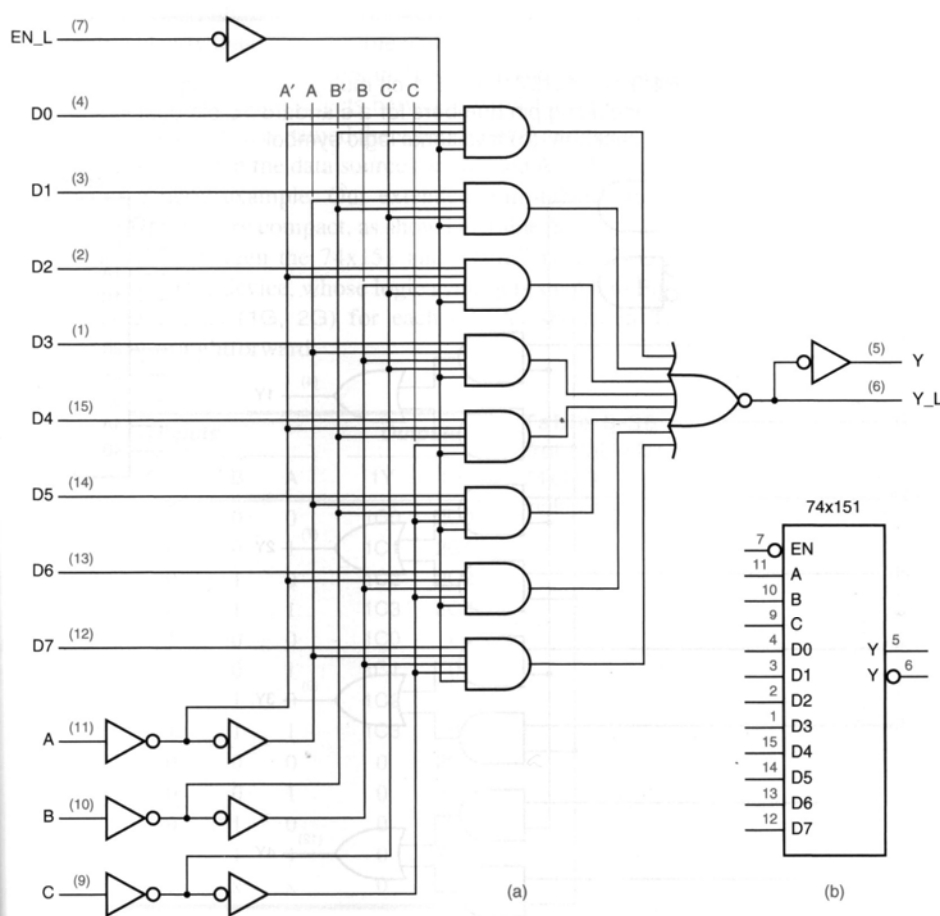 EN_L (7)
A' A B' B C' C
D0 (4)
D1 (3)
D2 (2)
D3 (1)
D4 (15)
D5 (14)
D6 (13)
D7 (12)
A (11)
B (10)
C (9)
(5) Y
(6) Y_L
(a)
74x151
7 EN
11 A
10 B
9 C
4 D0 Y 5
3 D1 Y 6
2 D2
1 D3
15 D4
14 D5
13 D6
12 D7
(b)